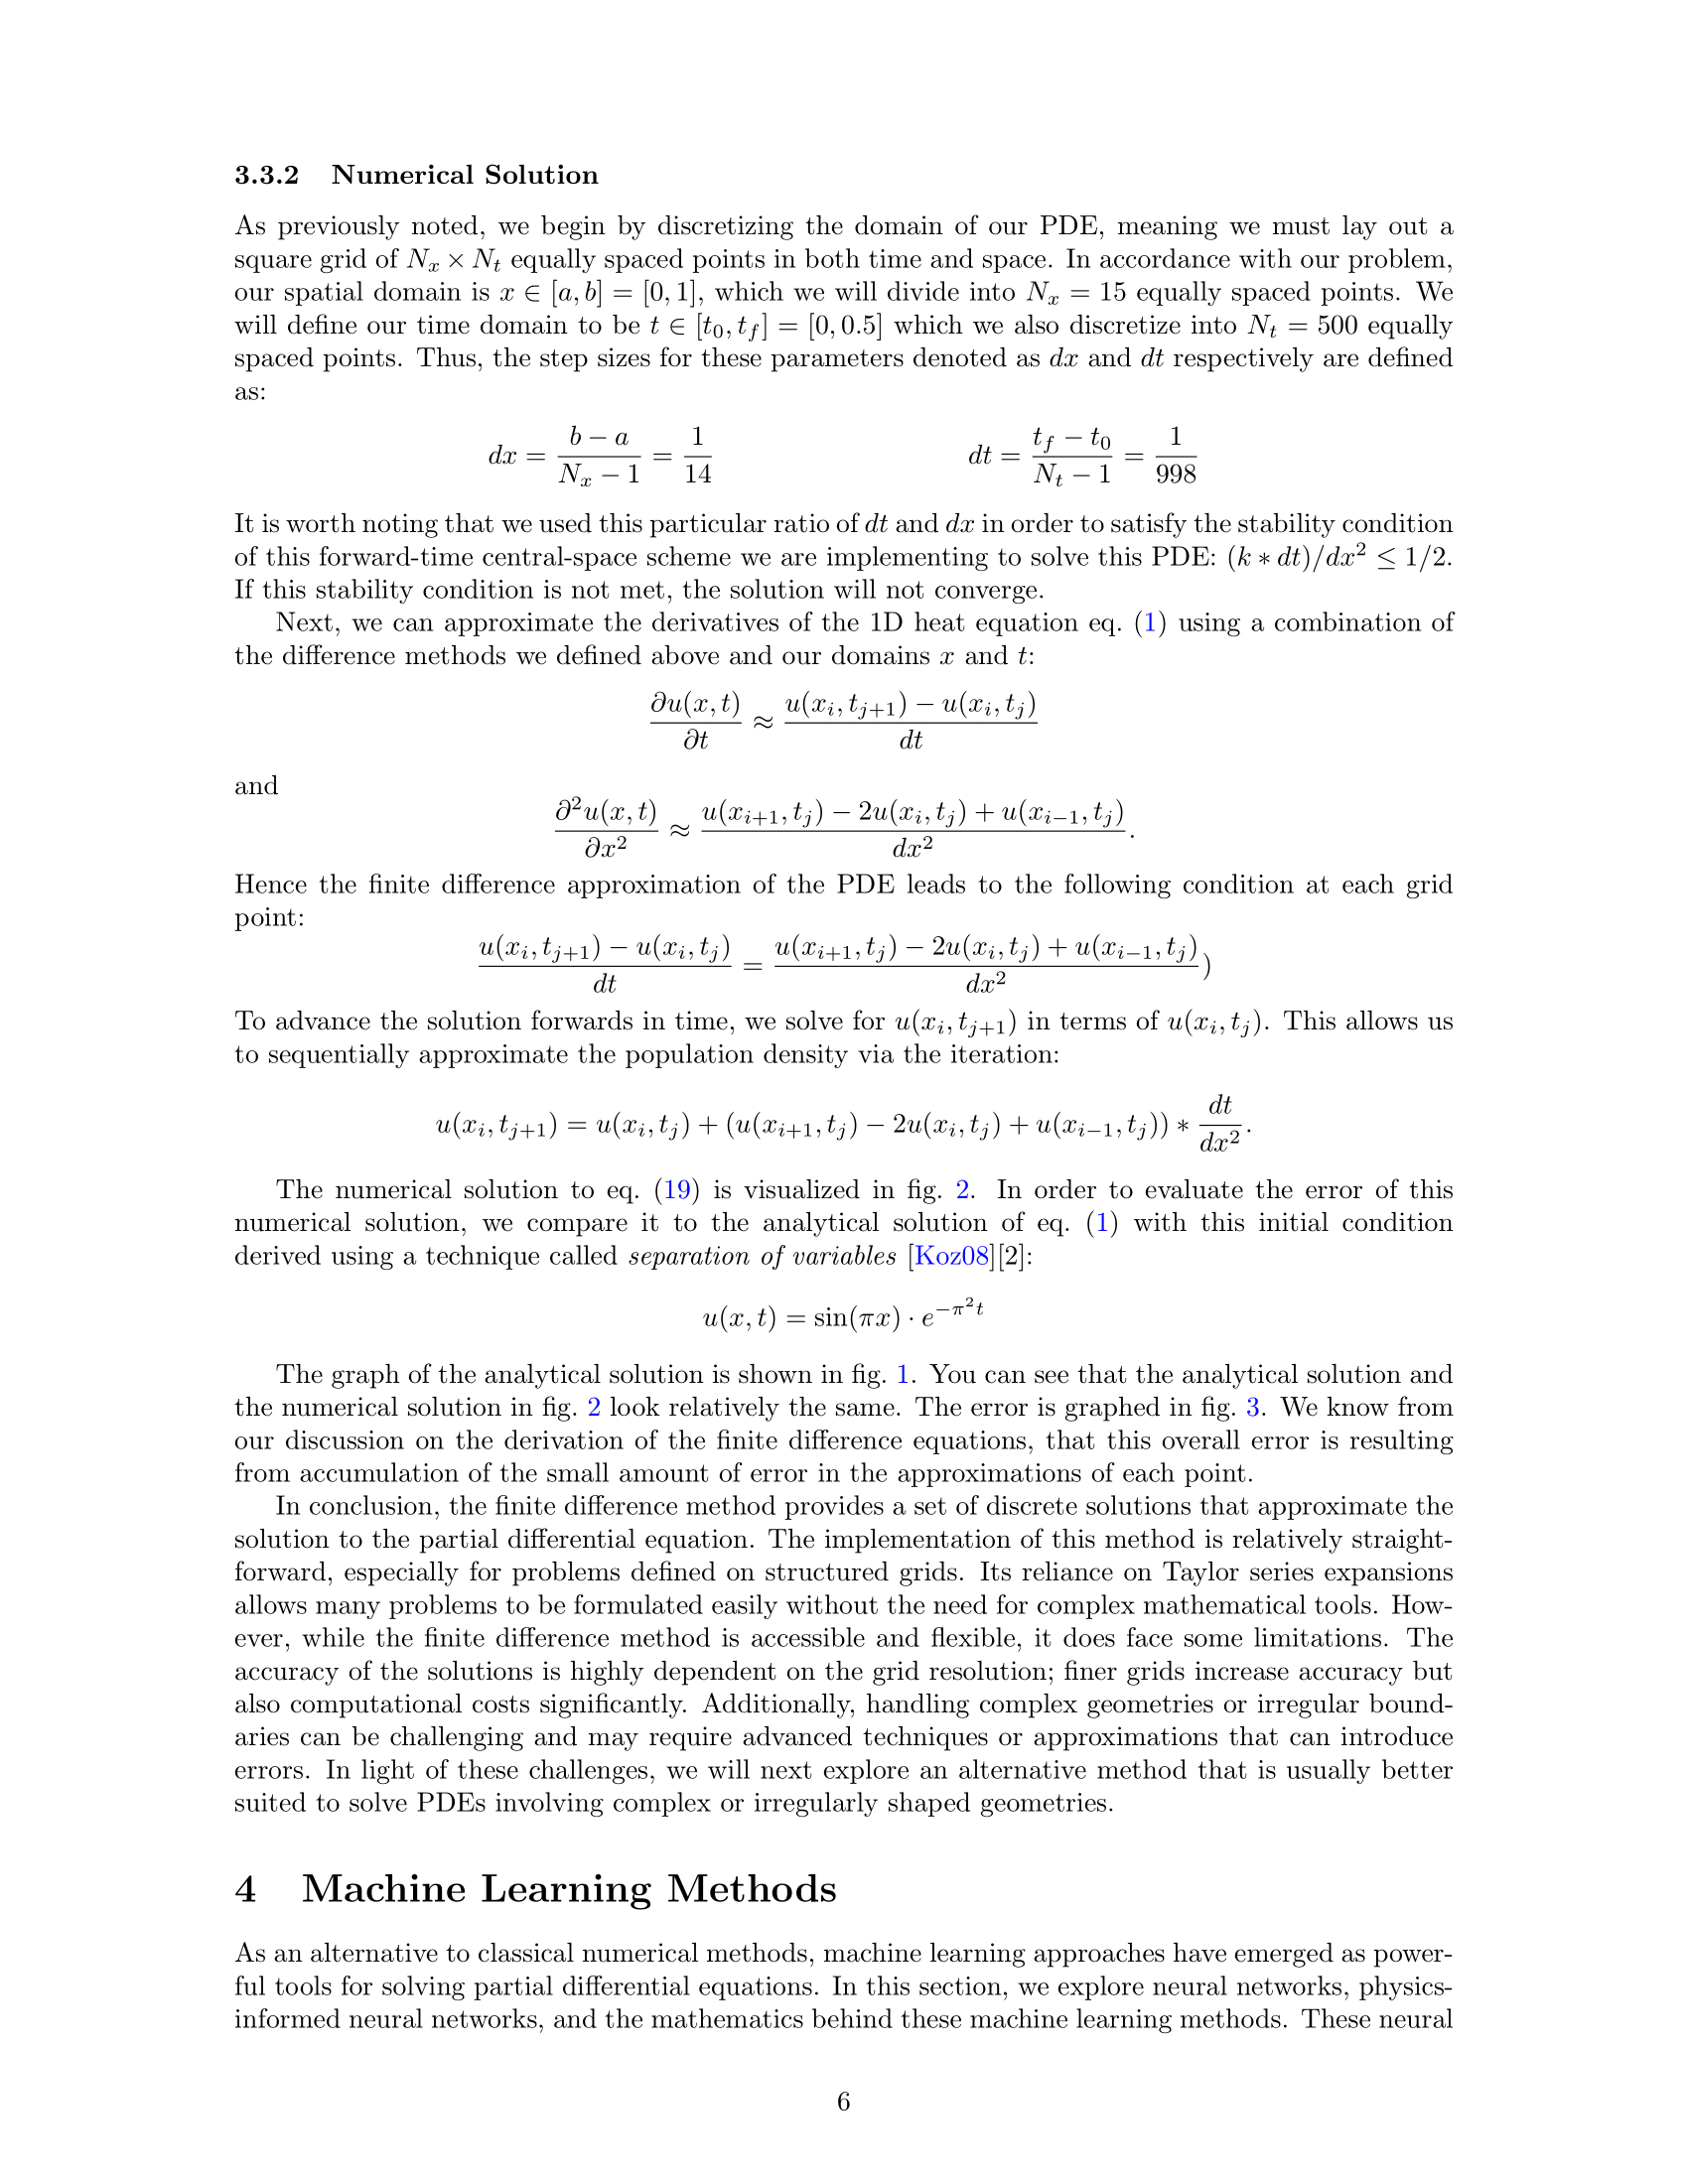 3.3.2 Numerical Solution
As previously noted, we begin by discretizing the domain of our PDE, meaning we must lay out a
square grid of $N_x \times N_t$ equally spaced points in both time and space. In accordance with our problem,
our spatial domain is $x \in [a, b] = [0, 1]$, which we will divide into $N_x = 15$ equally spaced points. We
will define our time domain to be $t \in [t_0, t_f] = [0, 0.5]$ which we also discretize into $N_t = 500$ equally
spaced points. Thus, the step sizes for these parameters denoted as $dx$ and $dt$ respectively are defined
as:
$dx = \frac{b - a}{N_x - 1} = \frac{1}{14}$ $dt = \frac{t_f - t_0}{N_t - 1} = \frac{1}{998}$
It is worth noting that we used this particular ratio of $dt$ and $dx$ in order to satisfy the stability condition
of this forward-time central-space scheme we are implementing to solve this PDE: $(k * dt)/dx^2 \leq 1/2$.
If this stability condition is not met, the solution will not converge.
Next, we can approximate the derivatives of the 1D heat equation eq. (1) using a combination of
the difference methods we defined above and our domains $x$ and $t$:
$\frac{\partial u(x, t)}{\partial t} \approx \frac{u(x_i, t_{j+1}) - u(x_i, t_j)}{dt}$
and
$\frac{\partial^2 u(x, t)}{\partial x^2} \approx \frac{u(x_{i+1}, t_j) - 2u(x_i, t_j) + u(x_{i-1}, t_j)}{dx^2}.$
Hence the finite difference approximation of the PDE leads to the following condition at each grid
point:
$\frac{u(x_i, t_{j+1}) - u(x_i, t_j)}{dt} = \frac{u(x_{i+1}, t_j) - 2u(x_i, t_j) + u(x_{i-1}, t_j)}{dx^2})$
To advance the solution forwards in time, we solve for $u(x_i, t_{j+1})$ in terms of $u(x_i, t_j)$. This allows us
to sequentially approximate the population density via the iteration:
$u(x_i, t_{j+1}) = u(x_i, t_j) + (u(x_{i+1}, t_j) - 2u(x_i, t_j) + u(x_{i-1}, t_j)) * \frac{dt}{dx^2}.$
The numerical solution to eq. (19) is visualized in fig. 2. In order to evaluate the error of this
numerical solution, we compare it to the analytical solution of eq. (1) with this initial condition
derived using a technique called separation of variables [Koz08][2]:
$u(x, t) = \sin(\pi x) \cdot e^{-\pi^2 t}$
The graph of the analytical solution is shown in fig. 1. You can see that the analytical solution and
the numerical solution in fig. 2 look relatively the same. The error is graphed in fig. 3. We know from
our discussion on the derivation of the finite difference equations, that this overall error is resulting
from accumulation of the small amount of error in the approximations of each point.
In conclusion, the finite difference method provides a set of discrete solutions that approximate the
solution to the partial differential equation. The implementation of this method is relatively straight-
forward, especially for problems defined on structured grids. Its reliance on Taylor series expansions
allows many problems to be formulated easily without the need for complex mathematical tools. How-
ever, while the finite difference method is accessible and flexible, it does face some limitations. The
accuracy of the solutions is highly dependent on the grid resolution; finer grids increase accuracy but
also computational costs significantly. Additionally, handling complex geometries or irregular bound-
aries can be challenging and may require advanced techniques or approximations that can introduce
errors. In light of these challenges, we will next explore an alternative method that is usually better
suited to solve PDEs involving complex or irregularly shaped geometries.
4 Machine Learning Methods
As an alternative to classical numerical methods, machine learning approaches have emerged as power-
ful tools for solving partial differential equations. In this section, we explore neural networks, physics-
informed neural networks, and the mathematics behind these machine learning methods. These neural
6